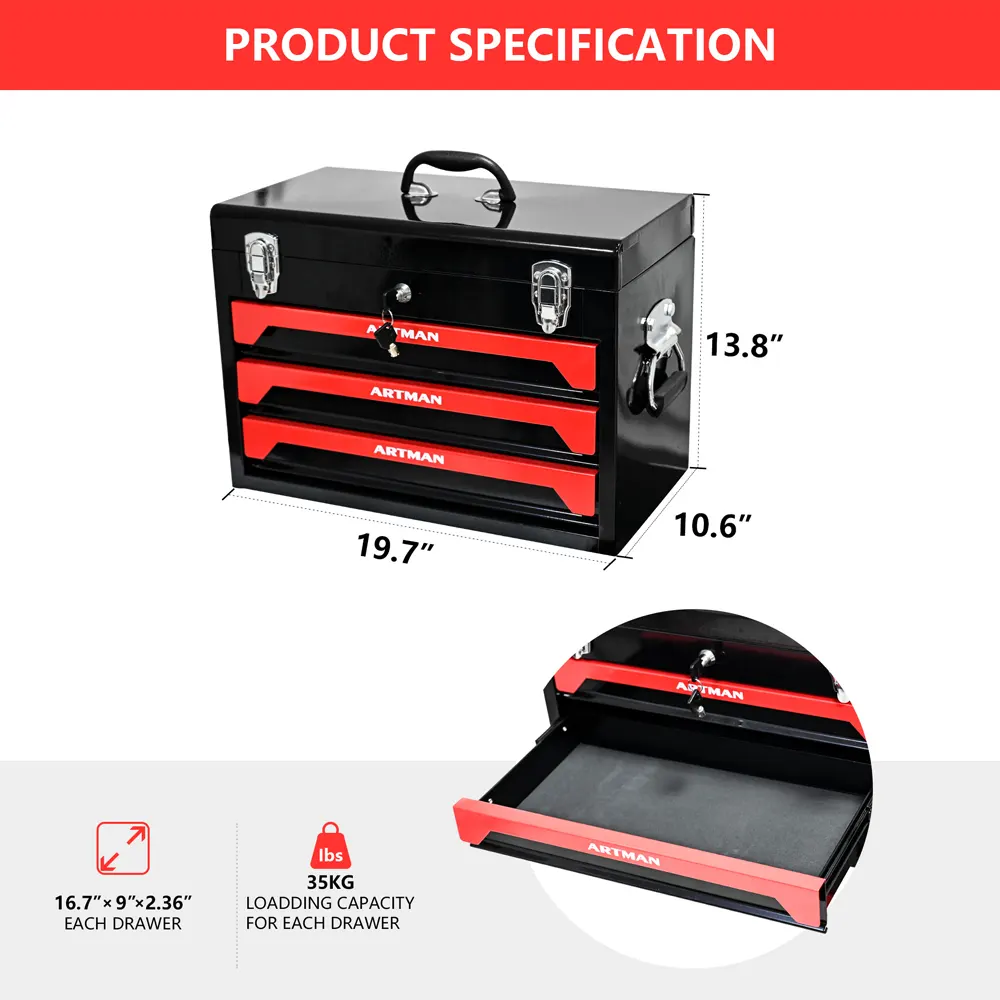 PRODUCT SPECIFICATION
ARTMAN
ARTMAN
ARTMAN
13.8”
10.6”
19.7”
ARTMAN
ARTMAN
lbs
16.7”×9”×2.36”
EACH DRAWER
35KG
LOADDING CAPACITY
FOR EACH DRAWER